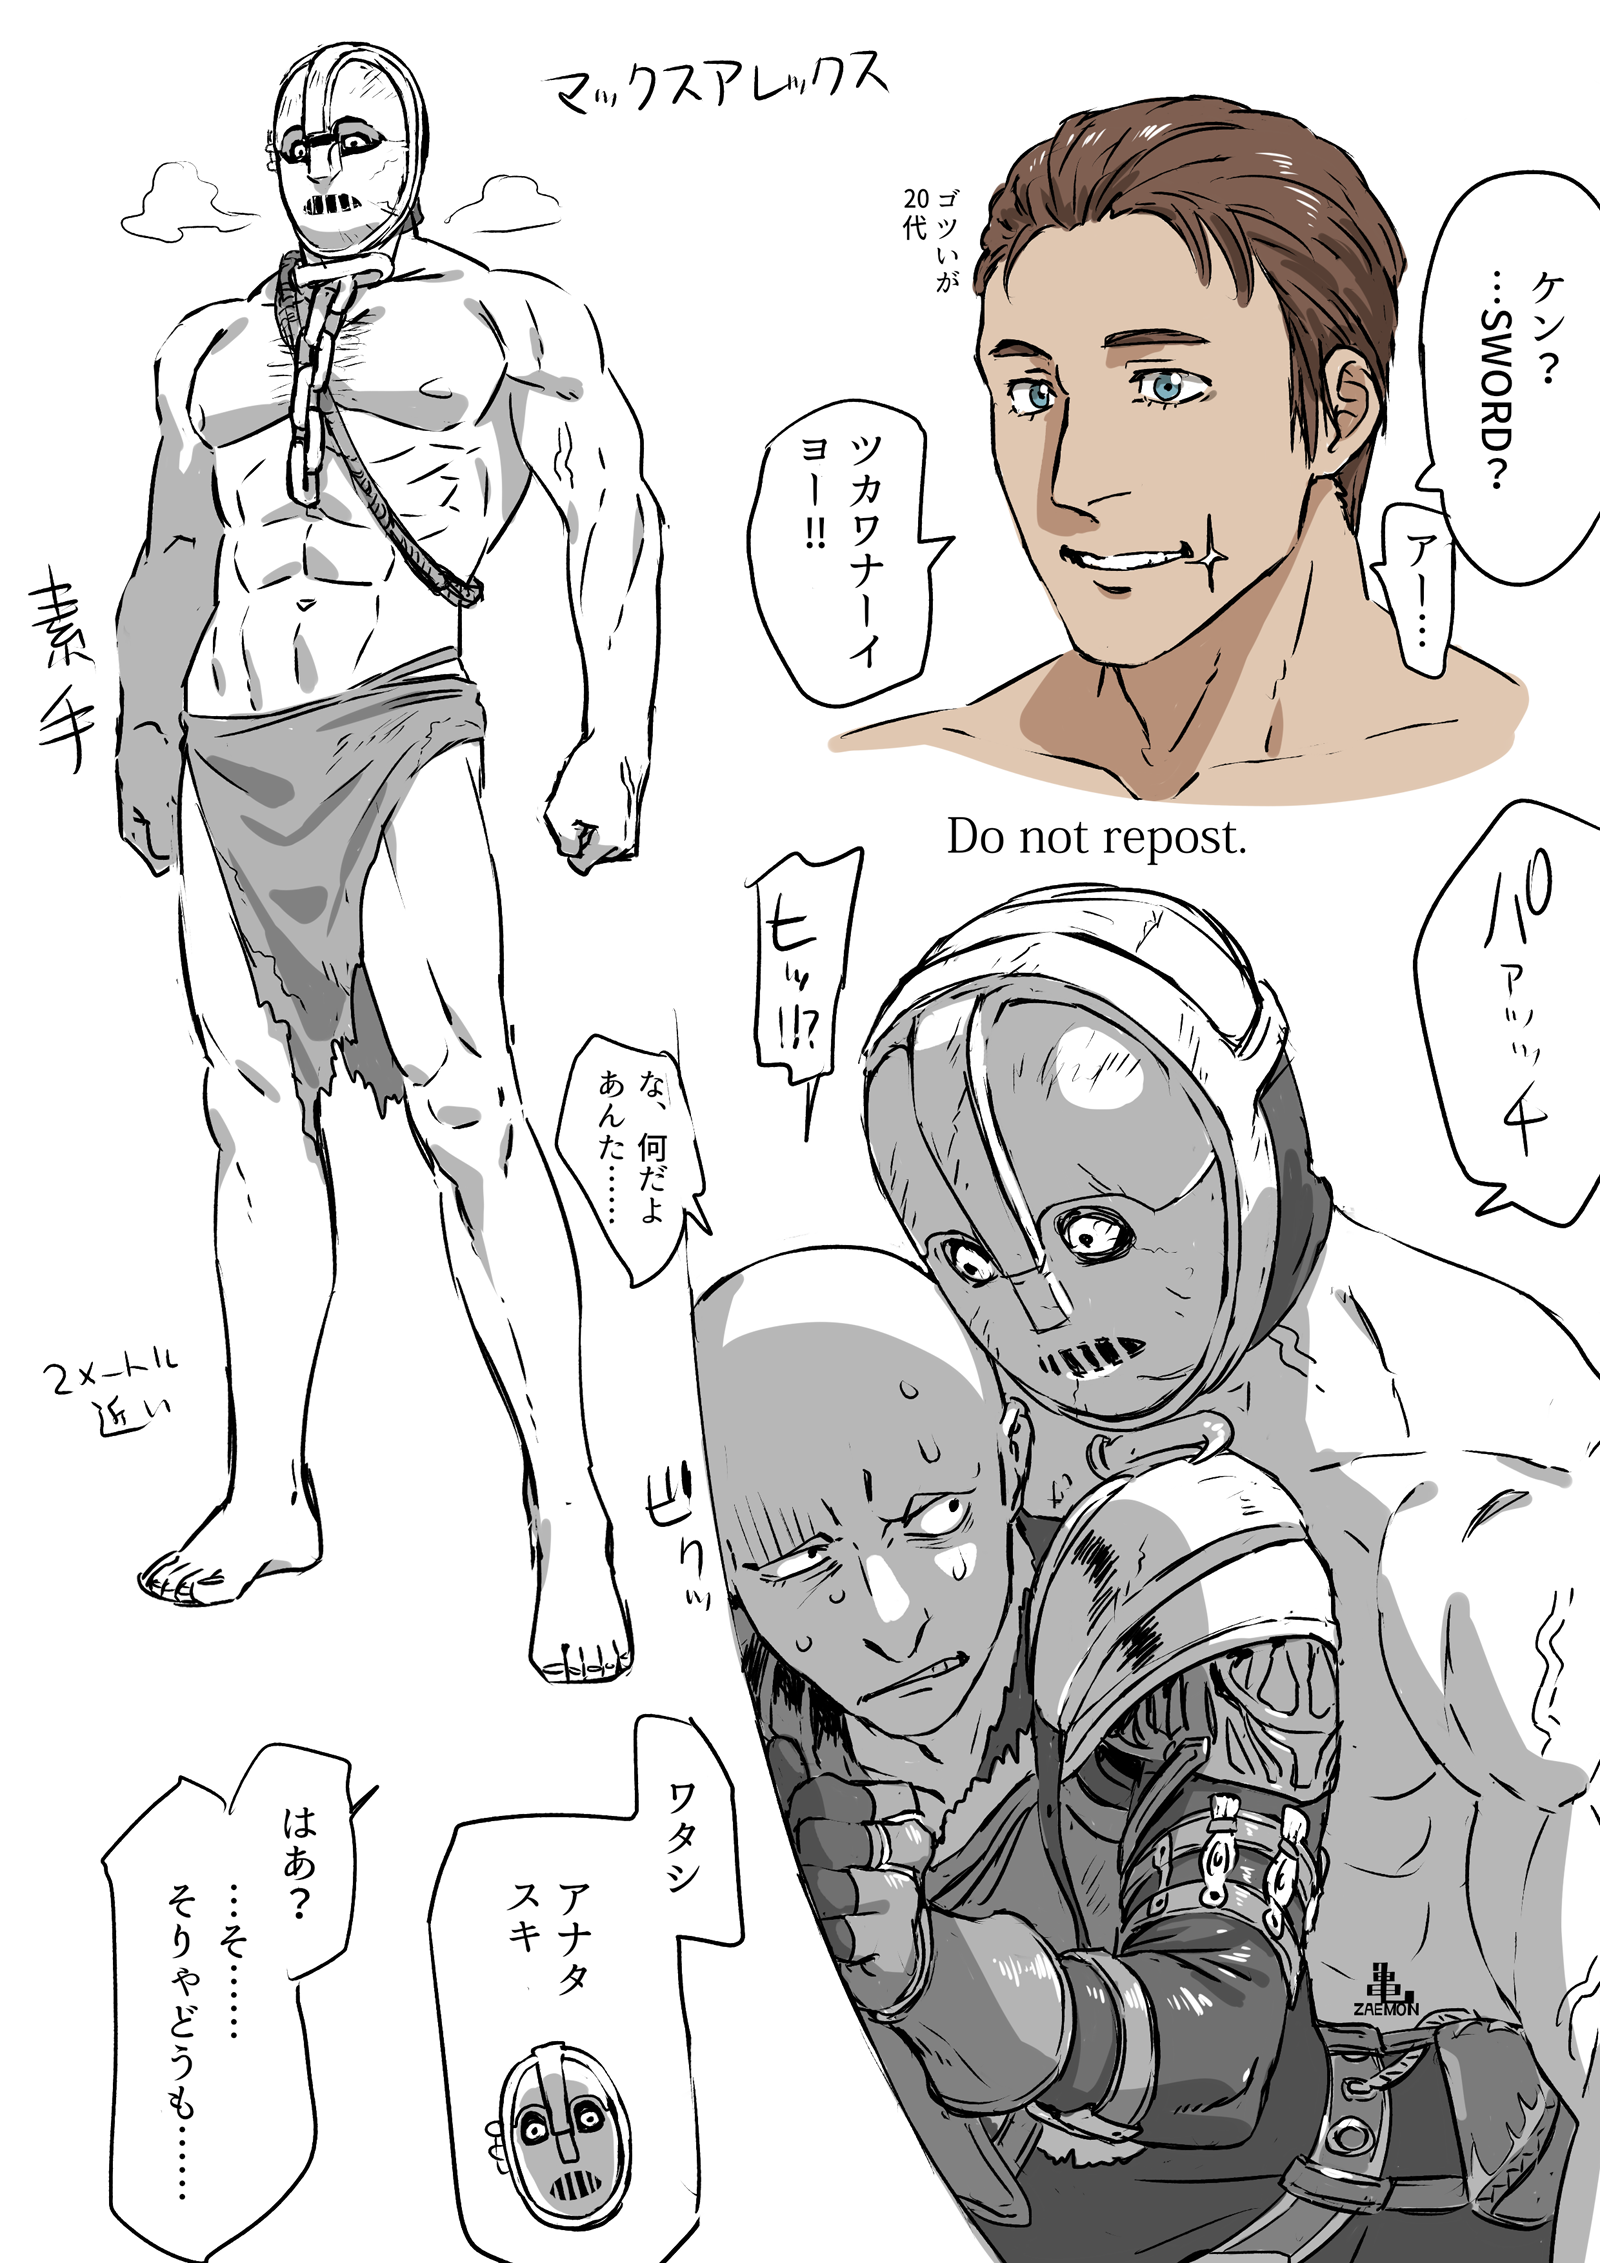 マックスアレックス
ゴツいが
20代
ケン？
…SWORD？
アー…
ツカワナーイ
ヨー!!
素手
Do not repost.
パァッッチ
ヒッ!!?
な、何だよ
あんた……
2メートル
近い
ビクッ
ワタシ
アナタ
スキ
はあ？
…そ……
そりゃどうも……
ZAEMON